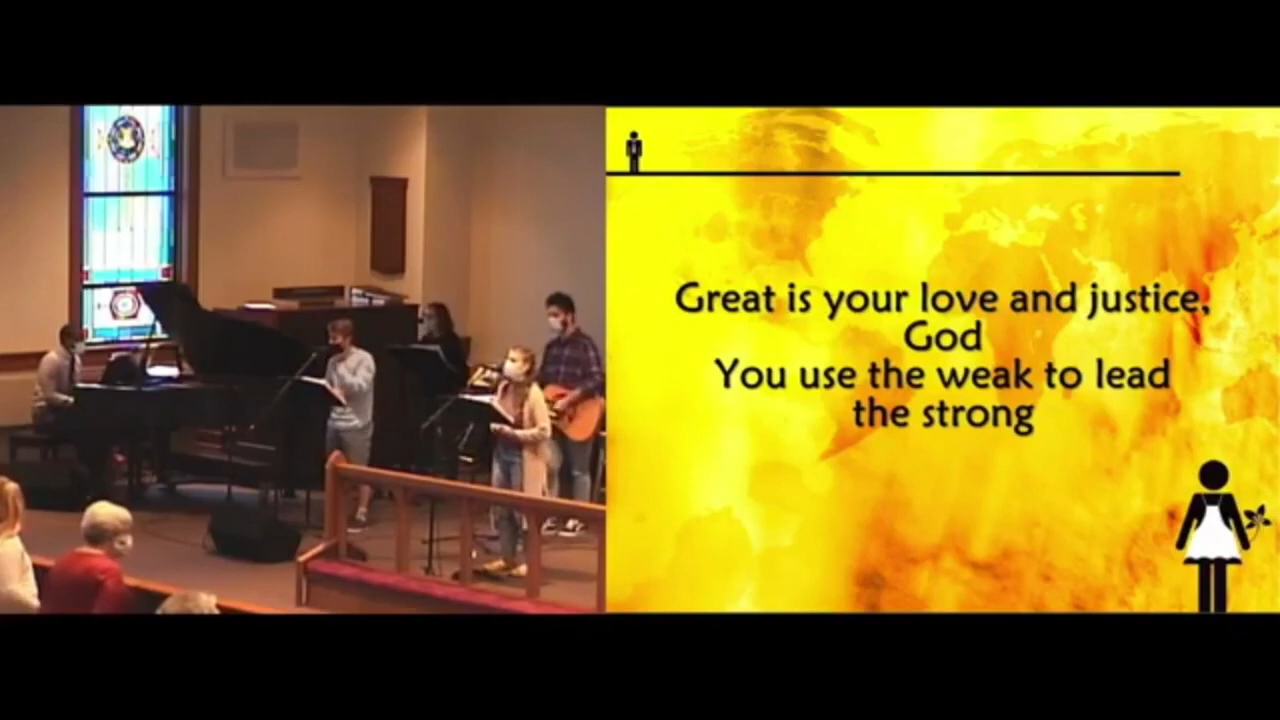 Great is your love and justice,
God
You use the weak to lead
the strong